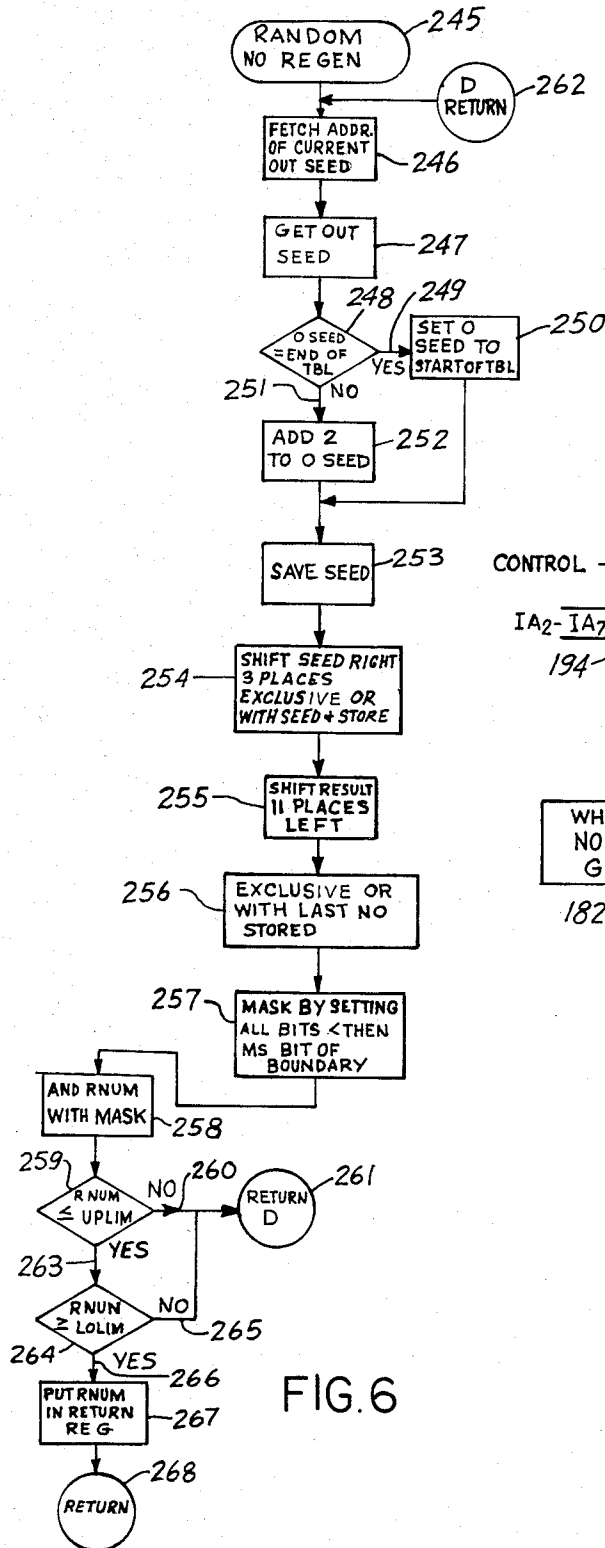 RANDOM
NO REGEN
245
D
RETURN
262
FETCH ADDR.
OF CURRENT
OUT SEED
246
GET OUT
SEED
247
248
249
O SEED
=END OF
TBL
YES
SET O
SEED TO
START OF TBL
250
251
NO
ADD 2
TO O SEED
252
SAVE SEED
253
CONTROL -
IA2-IA7
194
254
SHIFT SEED RIGHT
3 PLACES
EXCLUSIVE OR
WITH SEED + STORE
255
SHIFT RESULT
11 PLACES
LEFT
WH
NO
G
182
256
EXCLUSIVE OR
WITH LAST NO
STORED
257
MASK BY SETTING
ALL BITS < THEN
MS BIT OF
BOUNDARY
AND RNUM
WITH MASK
258
259
R NUM
≤ UPLIM
NO
260
RETURN
D
261
YES
263
RNUN
≥ LOLIM
NO
265
264
YES
266
PUT RNUM
IN RETURN
REG
267
FIG.6
RETURN
268